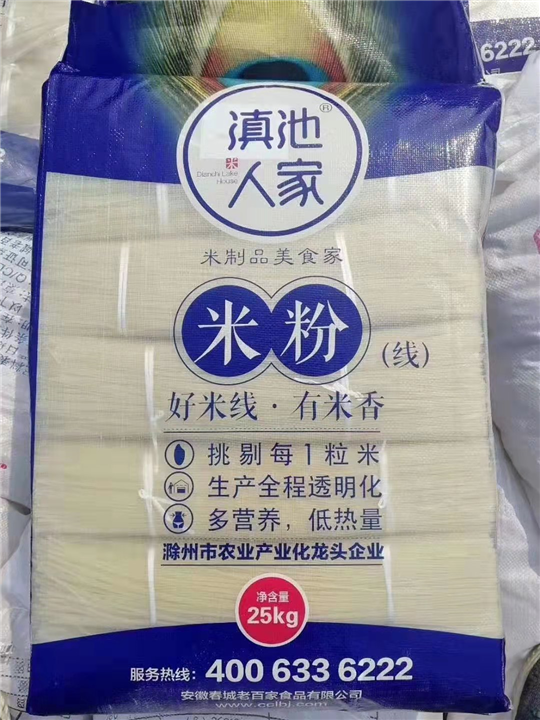 6222
滇池®
米
Dianchi Lake
House
人家
米制品美食家
米粉(线)
好米线·有米香
挑剔每1粒米
生产全程透明化
多营养，低热量
滁州市农业产业化龙头企业
净含量
25kg
服务热线：400 633 6222
安徽春城老百家食品有限公司